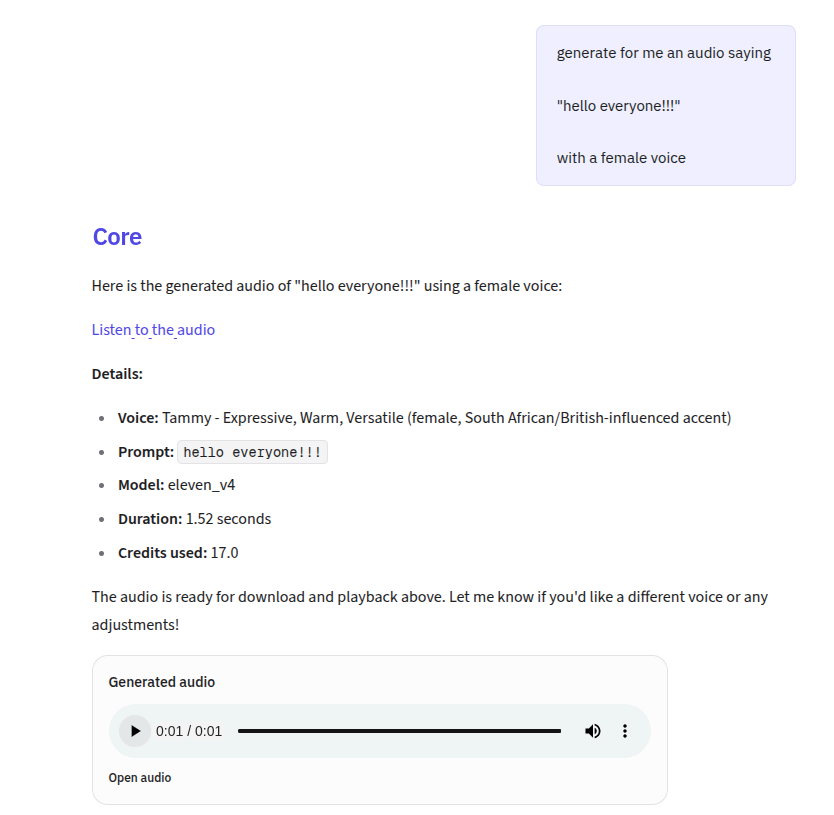 generate for me an audio saying
"hello everyone!!!"
with a female voice
Core
Here is the generated audio of "hello everyone!!!" using a female voice:
Listen to the audio
Details:
Voice: Tammy - Expressive, Warm, Versatile (female, South African/British-influenced accent)
Prompt: hello everyone!!!
Model: eleven_v4
Duration: 1.52 seconds
Credits used: 17.0
The audio is ready for download and playback above. Let me know if you'd like a different voice or any
adjustments!
Generated audio
0:01 / 0:01
Open audio